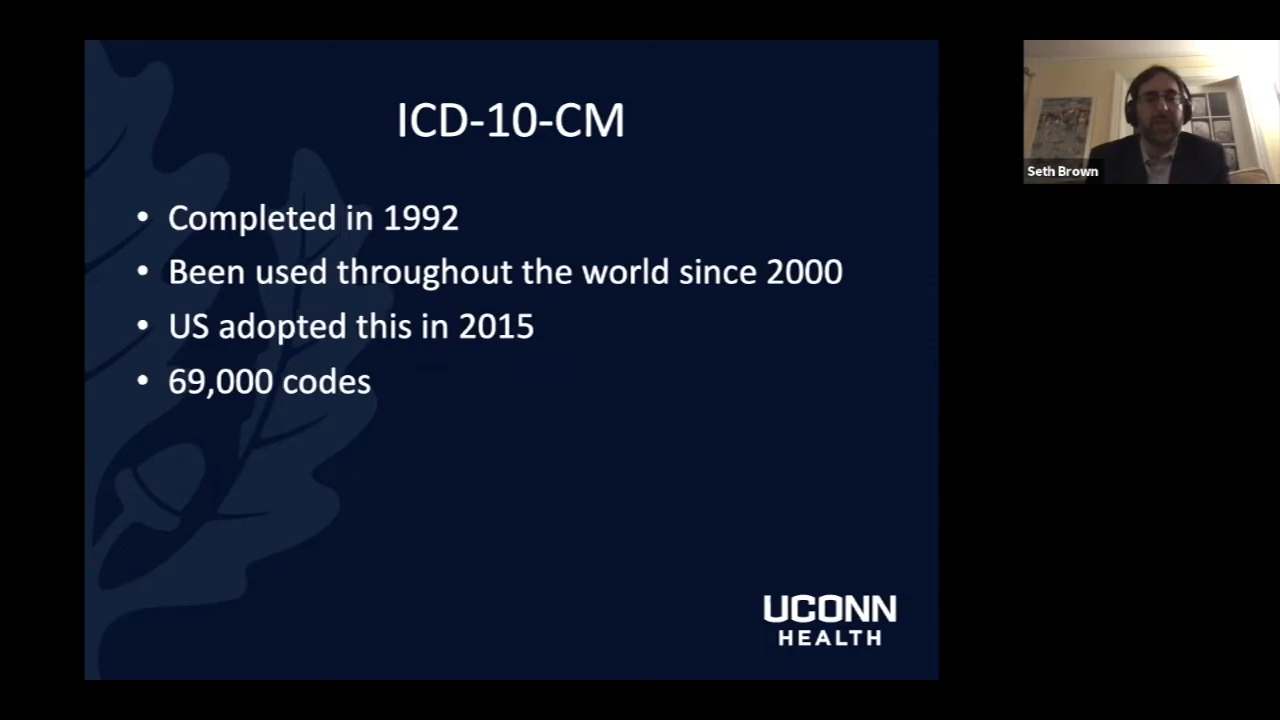 ICD-10-CM
• Completed in 1992
• Been used throughout the world since 2000
• US adopted this in 2015
• 69,000 codes
UCONN
HEALTH
Seth Brown